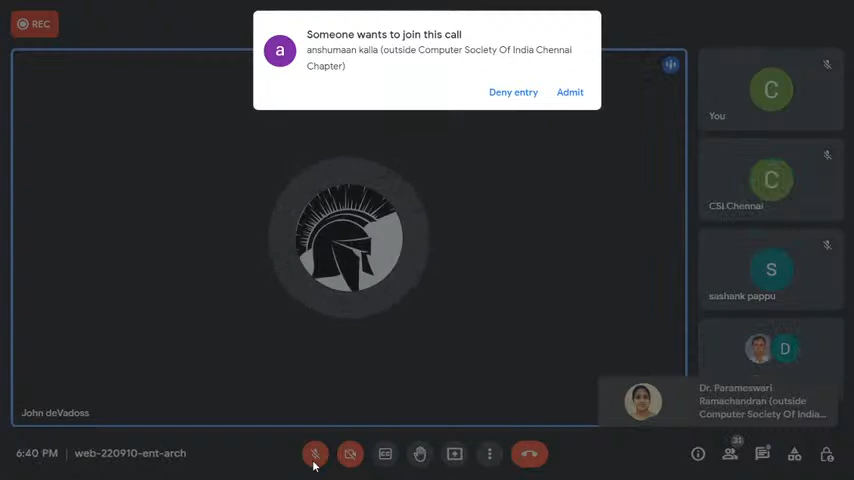 REC
Someone wants to join this call
a
anshumaan kalla (outside Computer Society Of India Chennai
Chapter)
Deny entry
Admit
C
You
C
CSI Chennai
S
sashank pappu
D
Dr. Parameswari
Ramachandran (outside
Computer Society Of India...
John deVadoss
6:40 PM | web-220910-ent-arch
CC
31